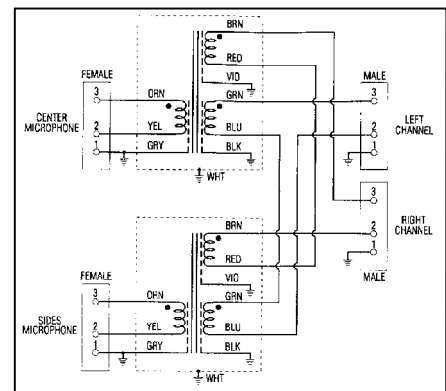 BRN
RED
FEMALE
VIO
MALE
3
ORN
GRN
3
CENTER
MICROPHONE
2
YEL
BLU
2
LEFT
CHANNEL
1
GRY
BLK
1
WHT
3
BRN
2
RIGHT
CHANNEL
RED
1
FEMALE
VIO
MALE
3
ORN
GRN
SIDES
MICROPHONE
2
YEL
BLU
1
GRY
BLK
WHT